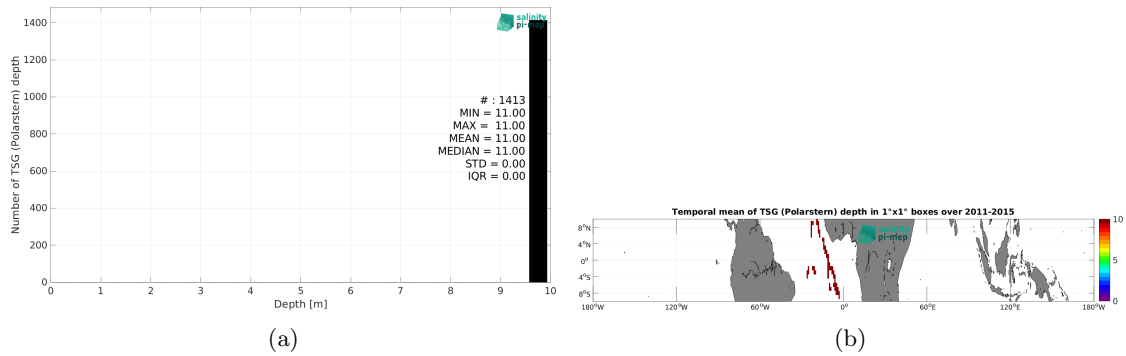 salinity
pi-mep
Number of TSG (Polarstern) depth
1400
1200
1000
800
600
400
200
0
# : 1413
MIN = 11.00
MAX = 11.00
MEAN = 11.00
MEDIAN = 11.00
STD = 0.00
IQR = 0.00
0 1 2 3 4 5 6 7 8 9 10
Depth [m]
(a)
Temporal mean of TSG (Polarstern) depth in 1°x1° boxes over 2011-2015
salinity
pi-mep
8°N
4°N
0°
4°S
8°S
180°W 120°W 60°W 0° 60°E 120°E 180°W
10
5
0
(b)